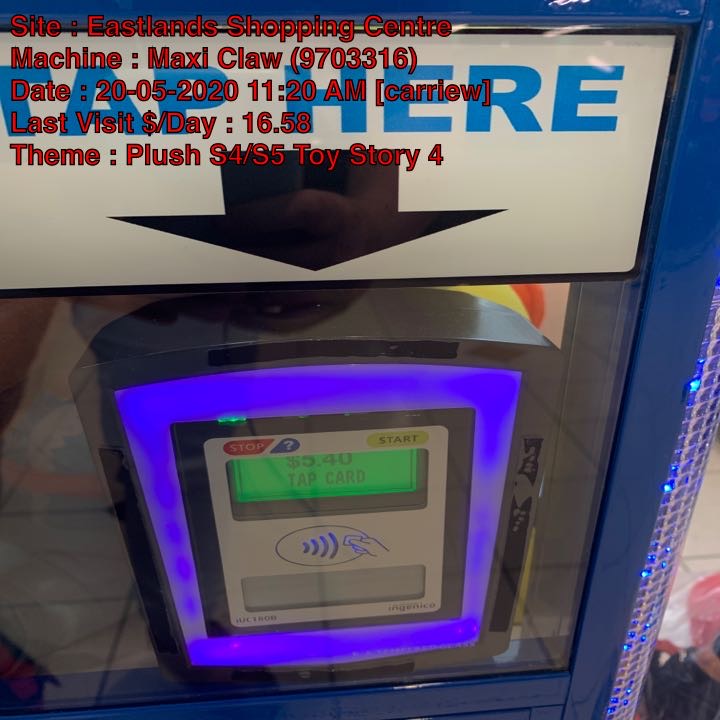 Site : Eastlands Shopping Centre
Machine : Maxi Claw (9703316)
Date : 20-05-2020 11:20 AM [carriew]
Last Visit $/Day : 16.58
Theme : Plush S4/S5 Toy Story 4
TAP HERE
STOP ? START
$5.40
TAP CARD
ingenico
iUC180B